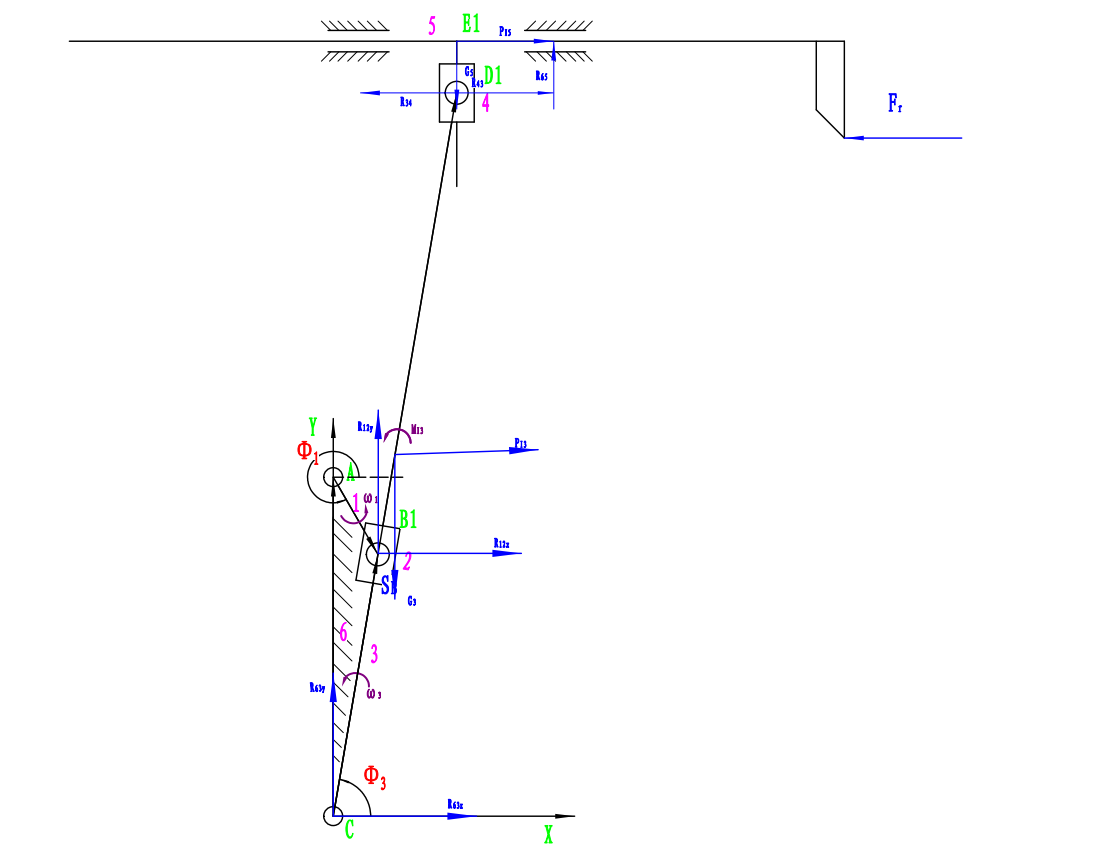 5 E1
P₁₅
G₅
R₄₃
D1
R₆₅
R₃₄
4
Fᵣ
Y
R₁₂y
M₁₃
Φ₁
P₁₃
A
1 ω₁
B1
R₁₂x
2
G₃
6
3
R₆₃y
ω₃
Φ₃
R₆₃x
C
X